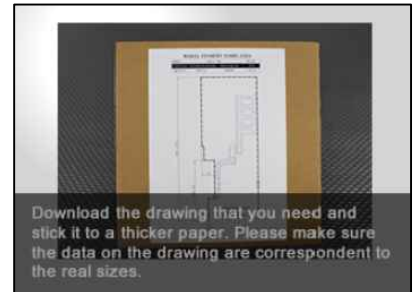 Download the drawing that you need and
stick it to a thicker paper. Please make sure
the data on the drawing are correspondent to
the real sizes.